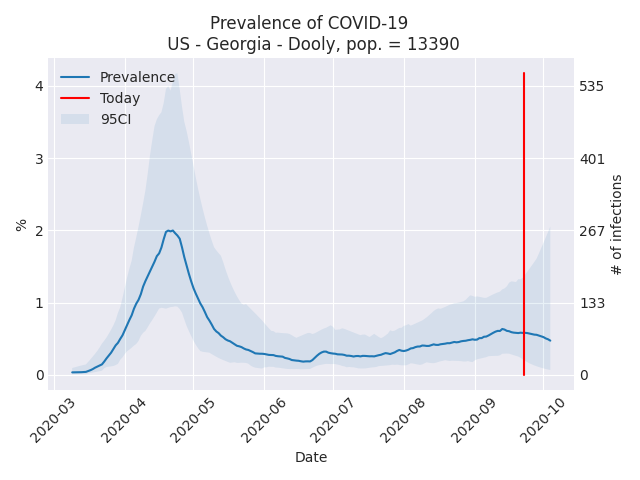 Prevalence of COVID-19
US - Georgia - Dooly, pop. = 13390
Prevalence
Today
95CI
4
3
2
1
0
%
535
401
267
133
0
# of infections
2020-03
2020-04
2020-05
2020-06
2020-07
2020-08
2020-09
2020-10
Date